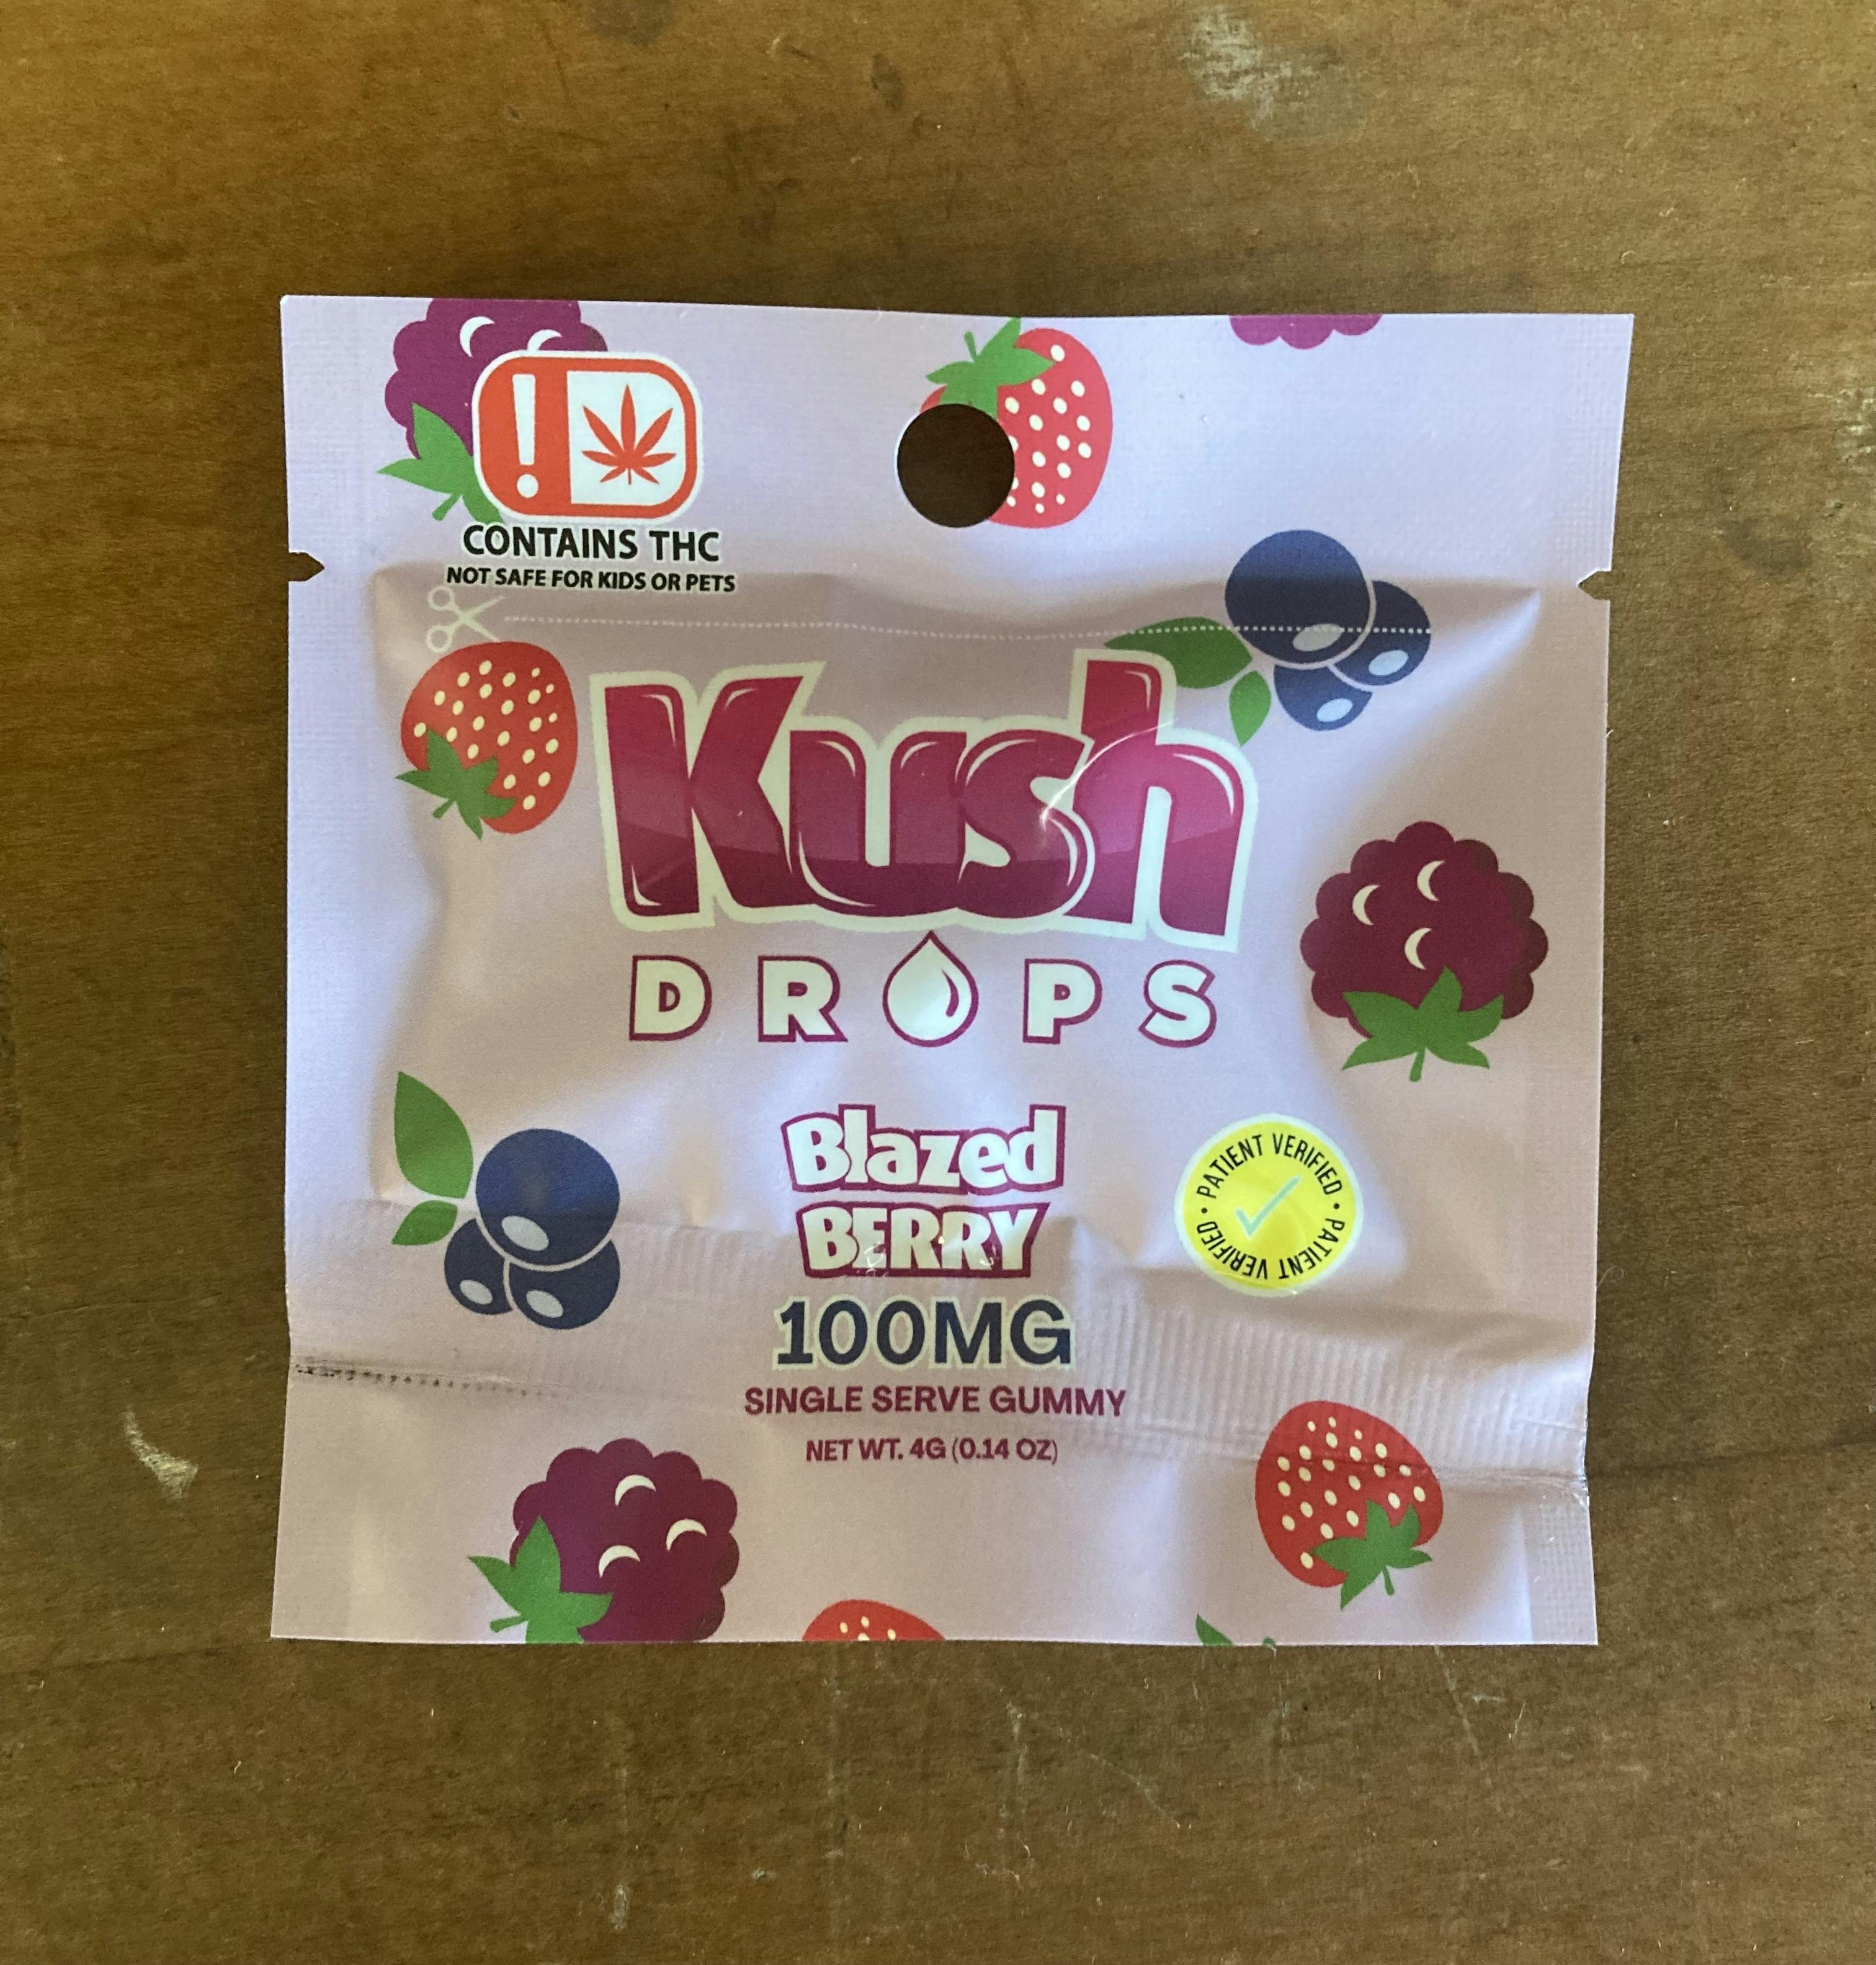 !
CONTAINS THC
NOT SAFE FOR KIDS OR PETS
Kush
DROPS
Blazed
BERRY
• PATIENT VERIFIED • PATIENT VERIFIED
100MG
SINGLE SERVE GUMMY
NET WT. 4G (0.14 OZ)